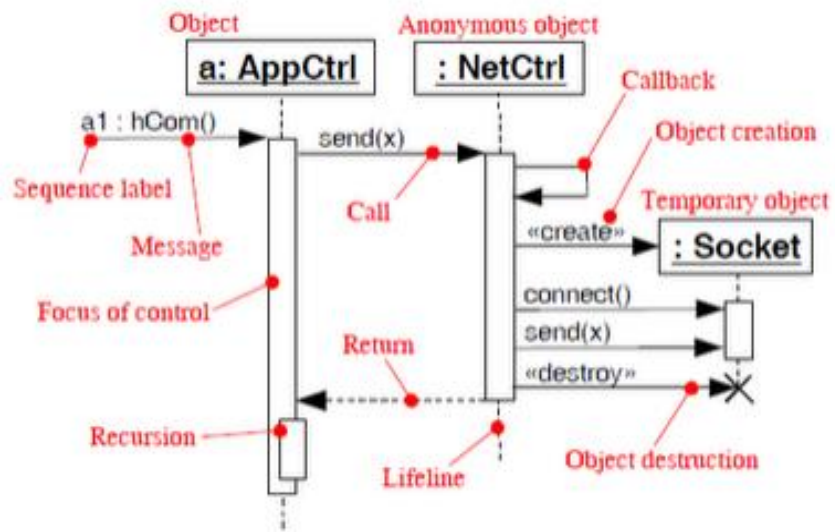 Object
Anonymous object
a: AppCtrl
: NetCtrl
Callback
a1 : hCom()
send(x)
Object creation
Sequence label
Call
Temporary object
Message
«create»
: Socket
Focus of control
connect()
send(x)
Return
«destroy»
Recursion
Lifeline
Object destruction